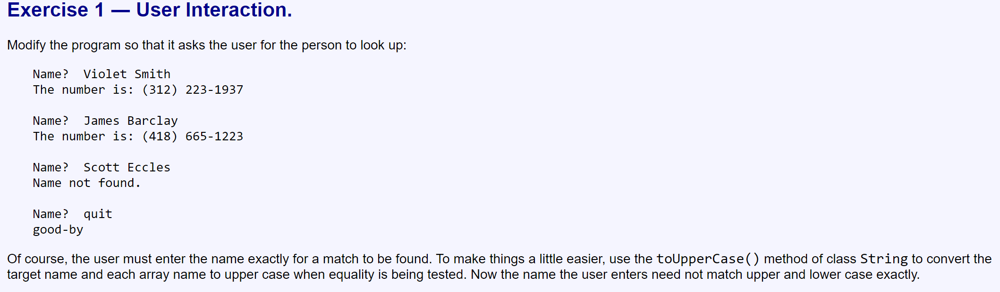 Exercise 1 — User Interaction.
Modify the program so that it asks the user for the person to look up:
Name?  Violet Smith
The number is: (312) 223-1937
Name?  James Barclay
The number is: (418) 665-1223
Name?  Scott Eccles
Name not found.
Name?  quit
good-by
Of course, the user must enter the name exactly for a match to be found. To make things a little easier, use the toUpperCase() method of class String to convert the
target name and each array name to upper case when equality is being tested. Now the name the user enters need not match upper and lower case exactly.